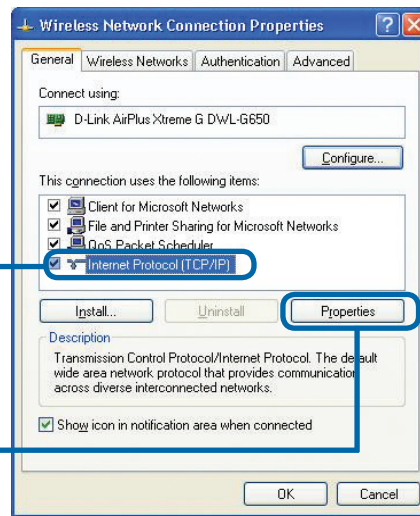 Wireless Network Connection Properties
General Wireless Networks Authentication Advanced
Connect using:
D-Link AirPlus Xtreme G DWL-G650
Configure...
This connection uses the following items:
Client for Microsoft Networks
File and Printer Sharing for Microsoft Networks
QoS Packet Scheduler
Internet Protocol (TCP/IP)
Install... Uninstall Properties
Description
Transmission Control Protocol/Internet Protocol. The default
wide area network protocol that provides communication
across diverse interconnected networks.
Show icon in notification area when connected
OK Cancel